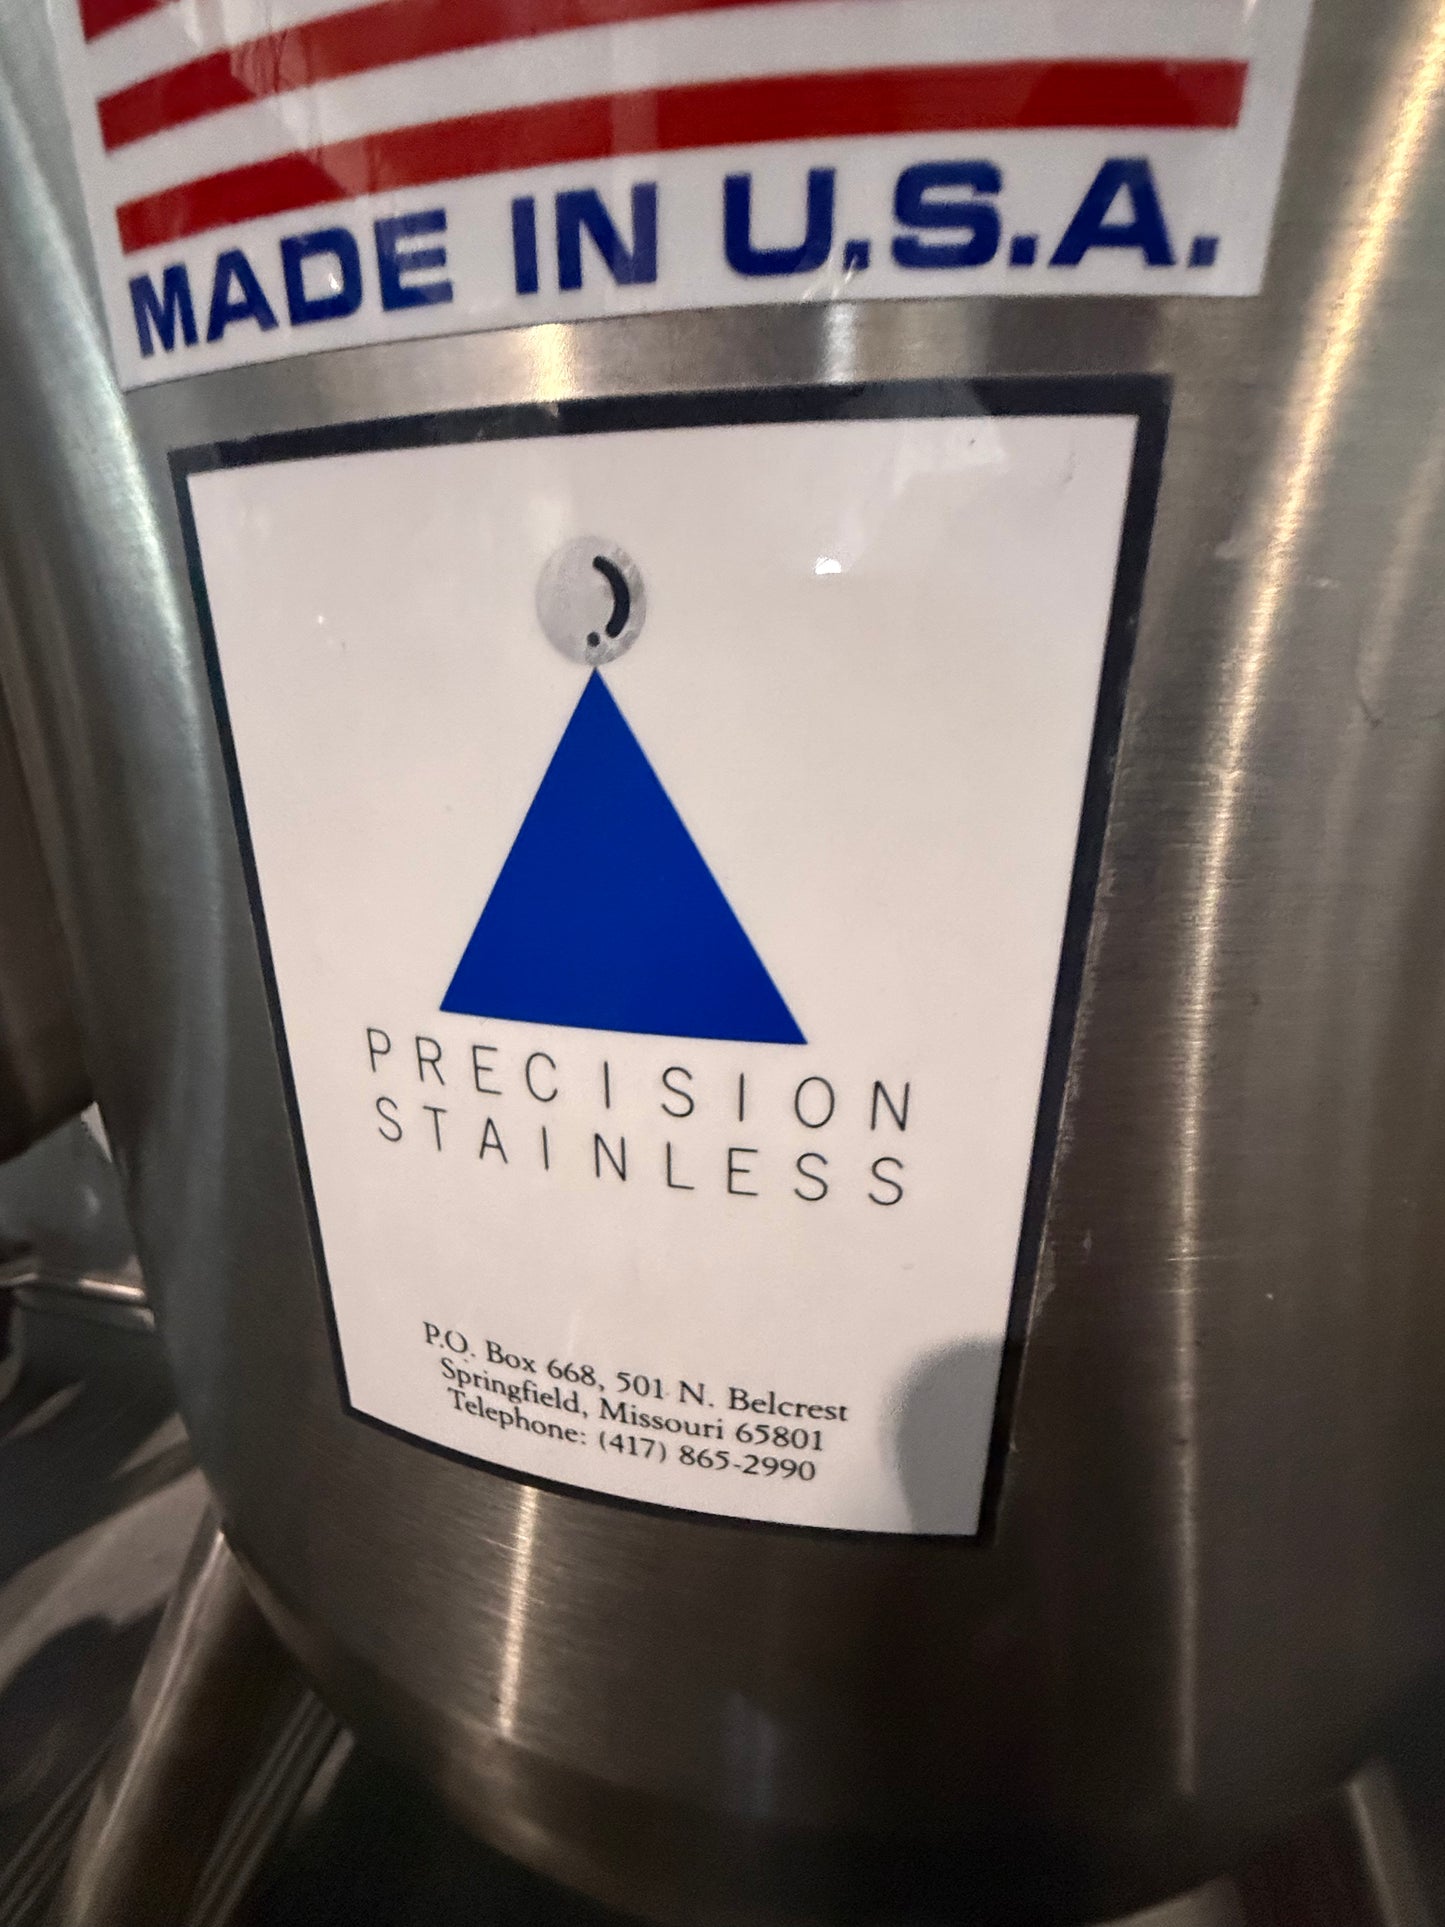 MADE IN U.S.A.
PRECISION
STAINLESS
P.O. Box 668, 501 N. Belcrest
Springfield, Missouri 65801
Telephone: (417) 865-2990